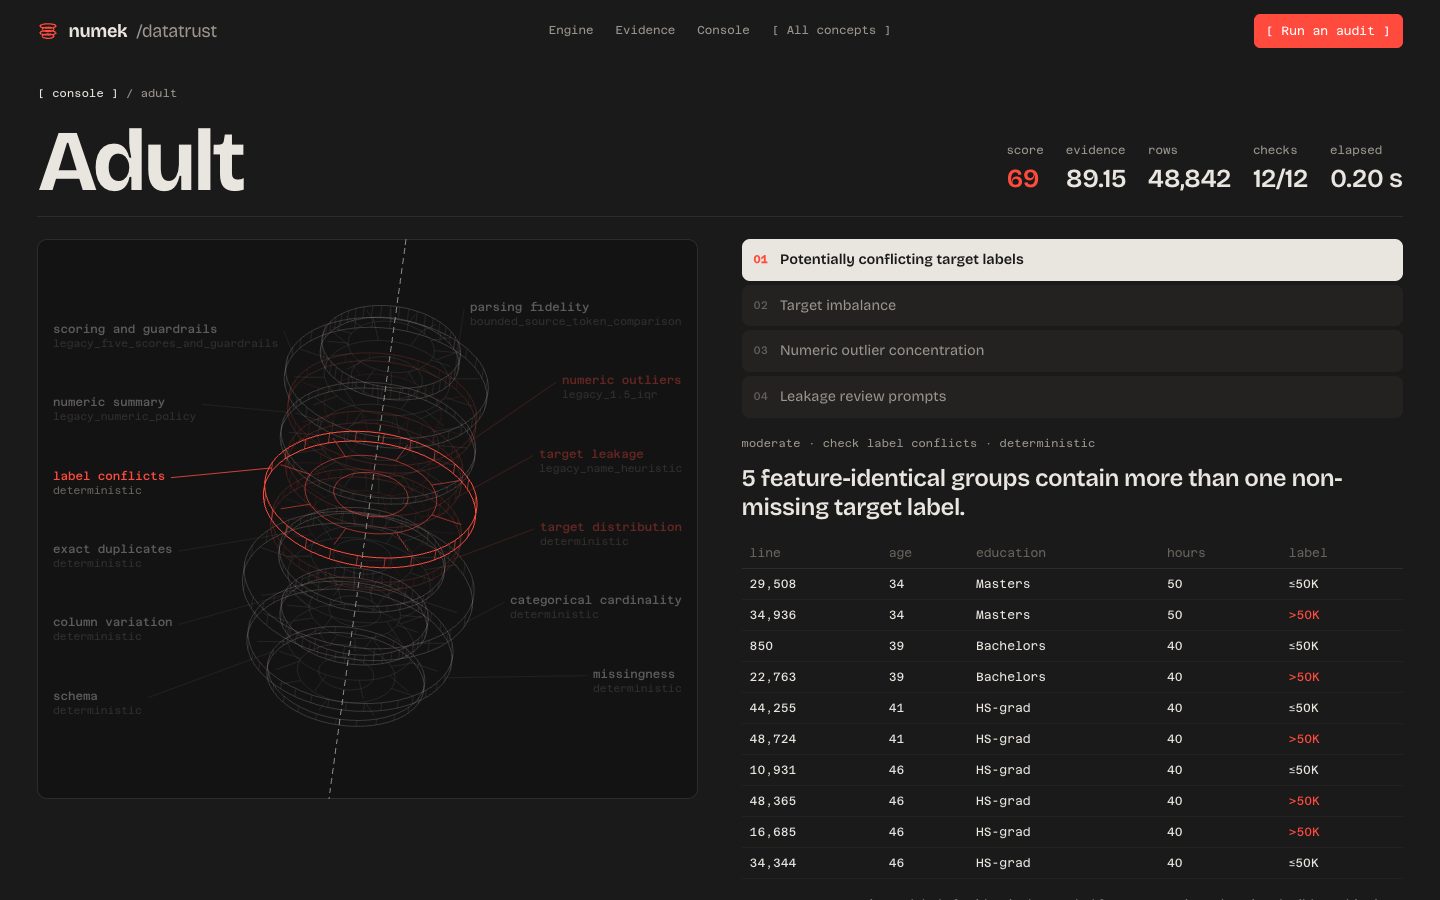 numek /datatrust
Engine Evidence Console [ All concepts ]
[ Run an audit ]
[ console ] / adult
Adult
score evidence rows checks elapsed
69 89.15 48,842 12/12 0.20 s
scoring and guardrails
legacy_five_scores_and_guardrails
numeric summary
legacy_numeric_policy
label conflicts
deterministic
exact duplicates
deterministic
column variation
deterministic
schema
deterministic
parsing fidelity
bounded_source_token_comparison
numeric outliers
legacy_1.5_iqr
target leakage
legacy_name_heuristic
target distribution
deterministic
categorical cardinality
deterministic
missingness
deterministic
01 Potentially conflicting target labels
02 Target imbalance
03 Numeric outlier concentration
04 Leakage review prompts
moderate · check label conflicts · deterministic
5 feature-identical groups contain more than one non-
missing target label.
line age education hours label
29,508 34 Masters 50 ≤50K
34,936 34 Masters 50 >50K
850 39 Bachelors 40 ≤50K
22,763 39 Bachelors 40 >50K
44,255 41 HS-grad 40 ≤50K
48,724 41 HS-grad 40 >50K
10,931 46 HS-grad 40 ≤50K
48,365 46 HS-grad 40 >50K
16,685 46 HS-grad 40 >50K
34,344 46 HS-grad 40 ≤50K